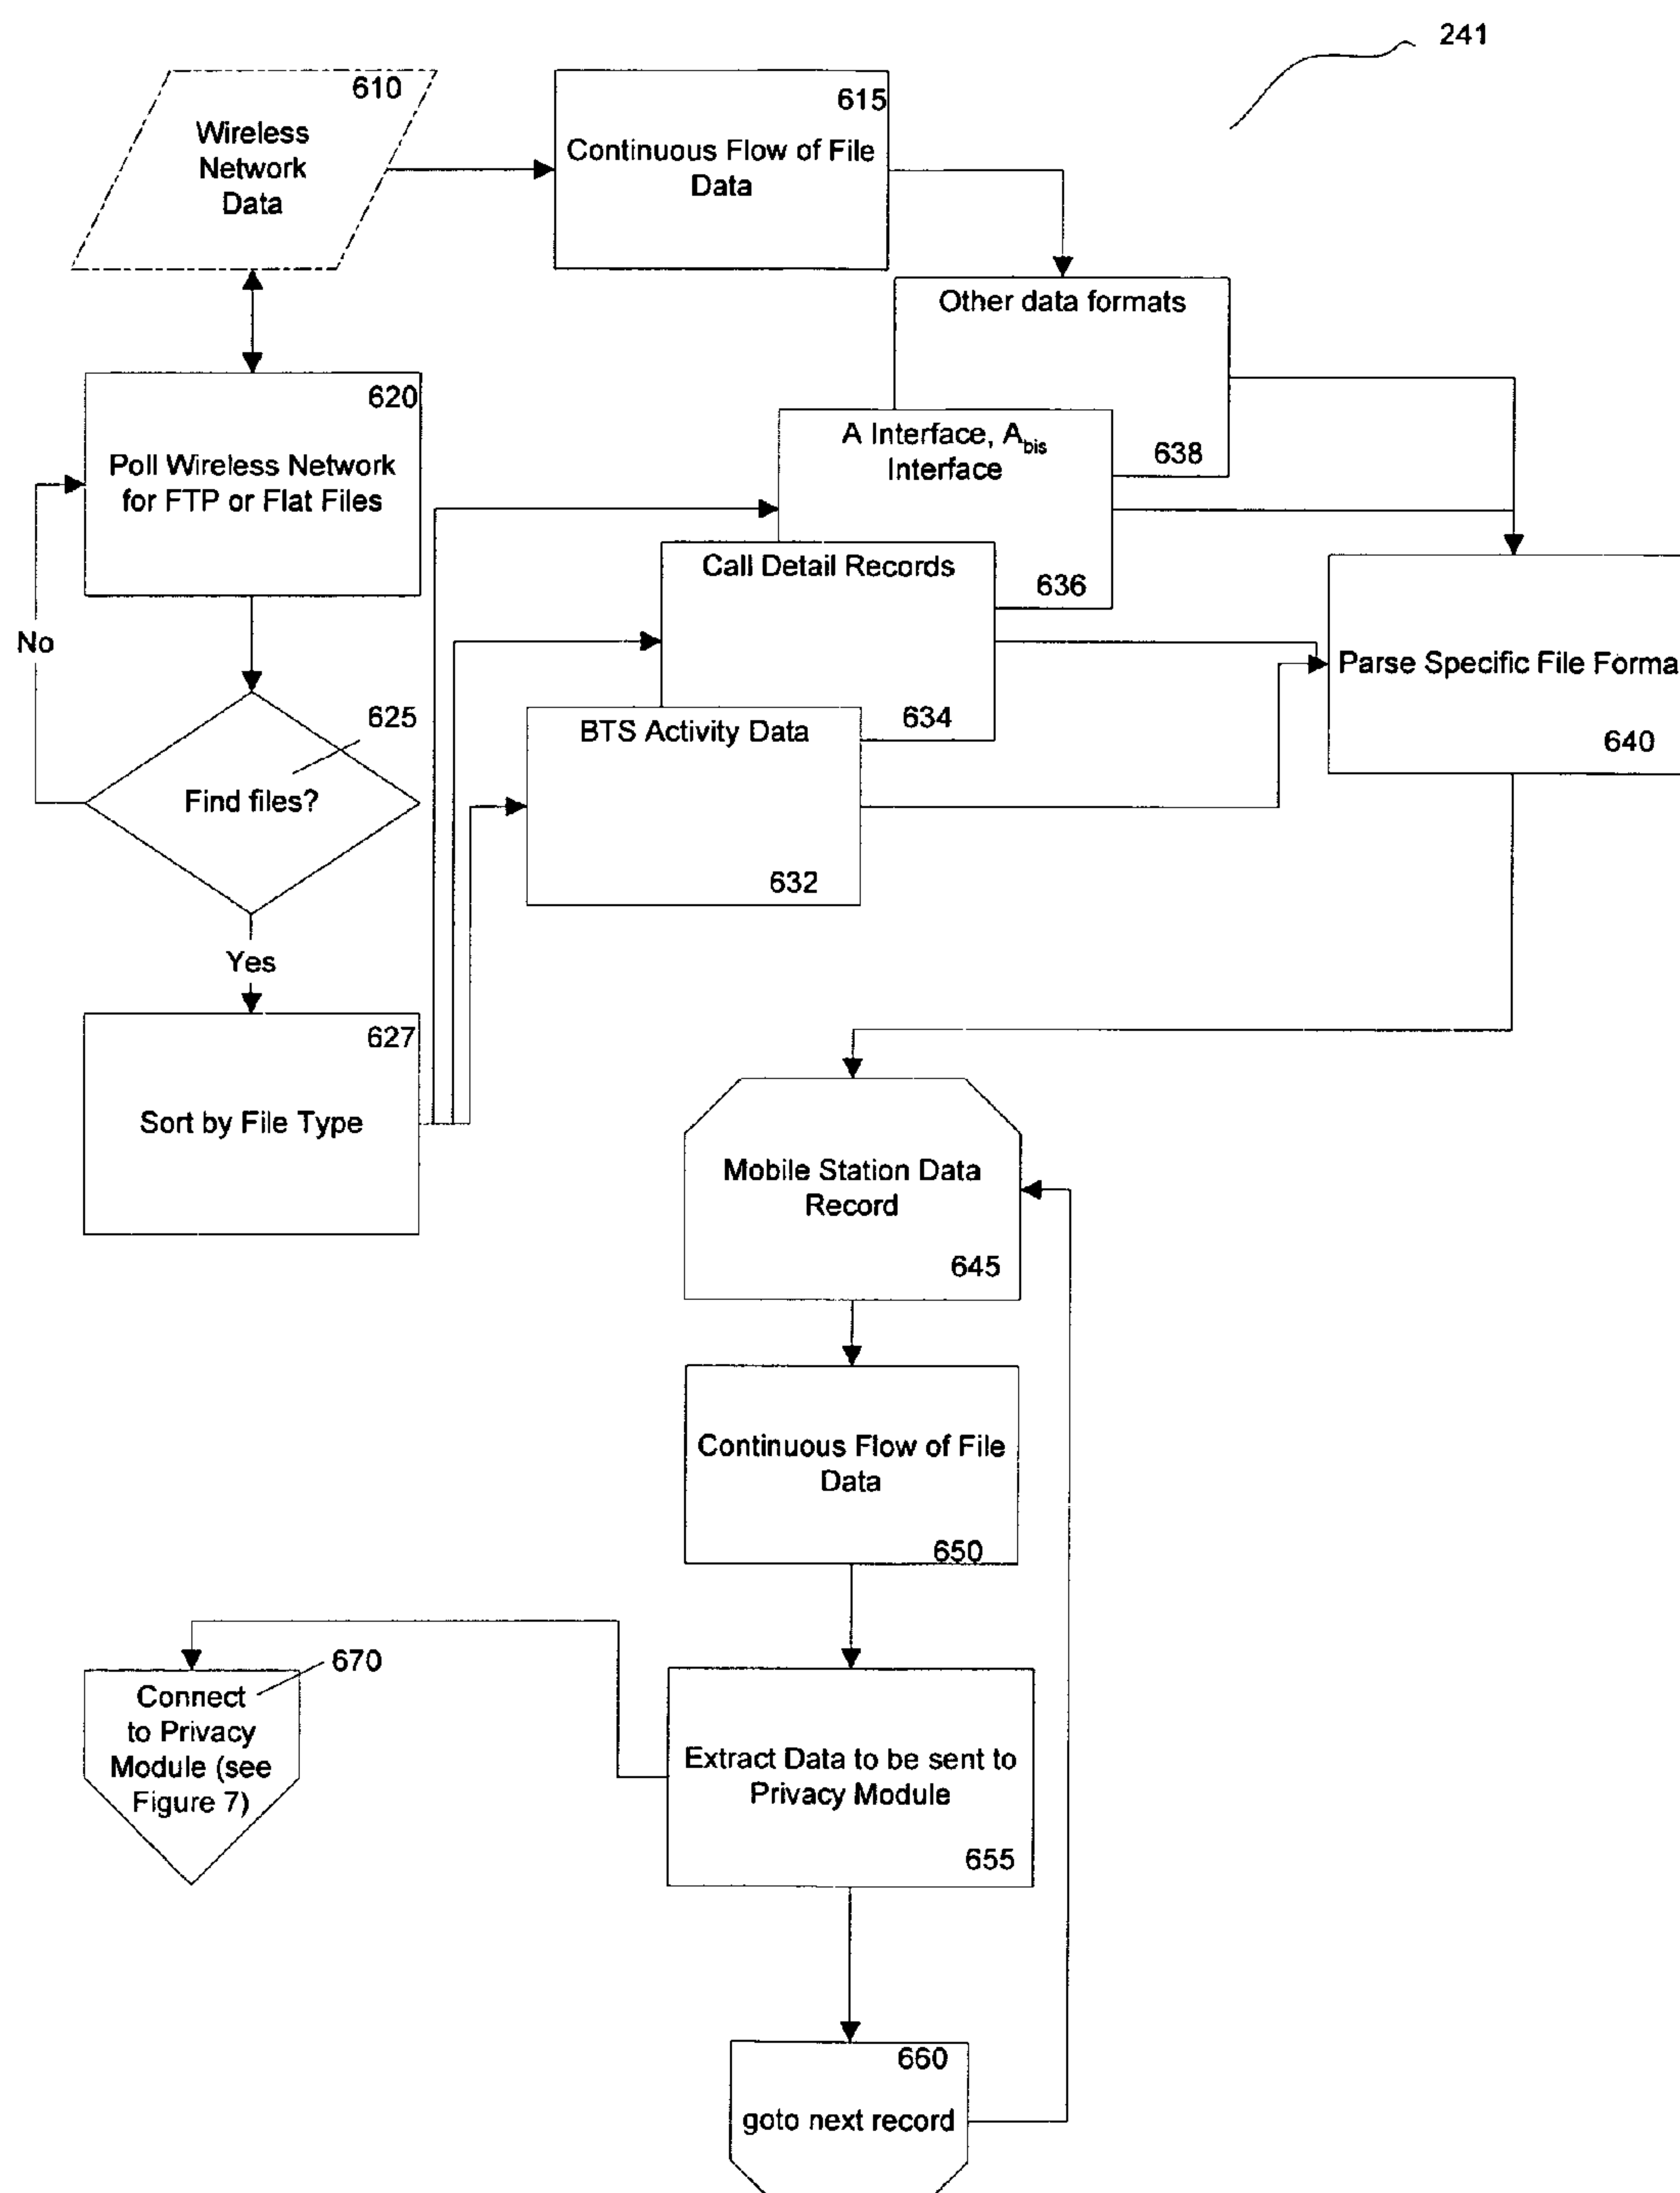 241
610
Wireless
Network
Data
615
Continuous Flow of File
Data
Other data formats
638
620
Poll Wireless Network
for FTP or Flat Files
A Interface, Abis
Interface
636
Call Detail Records
634
No
625
Find files?
BTS Activity Data
632
Parse Specific File Forma
640
Yes
627
Sort by File Type
Mobile Station Data
Record
645
Continuous Flow of File
Data
650
670
Connect
to Privacy
Module (see
Figure 7)
Extract Data to be sent to
Privacy Module
655
660
goto next record